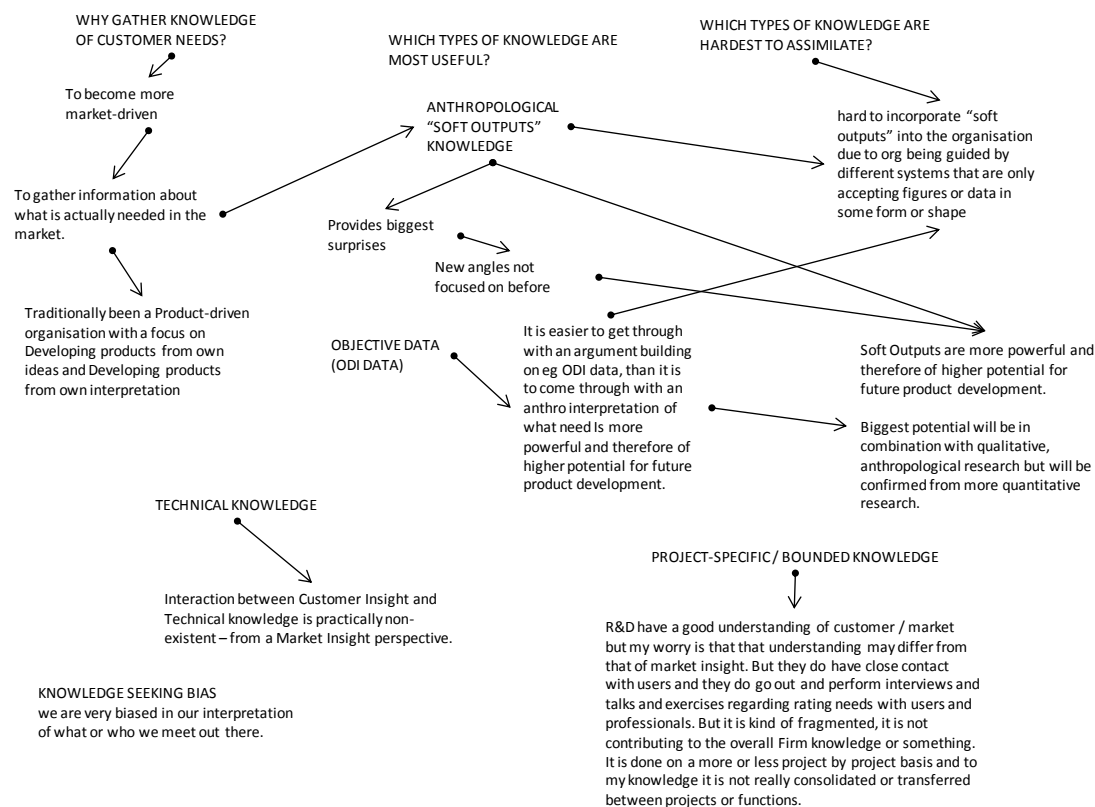 WHY GATHER KNOWLEDGE
OF CUSTOMER NEEDS?
To become more
market-driven
To gather information about
what is actually needed in the
market.
Traditionally been a Product-driven
organisation with a focus on
Developing products from own
ideas and Developing products
from own interpretation
WHICH TYPES OF KNOWLEDGE ARE
MOST USEFUL?
ANTHROPOLOGICAL
“SOFT OUTPUTS”
KNOWLEDGE
Provides biggest
surprises
New angles not
focused on before
OBJECTIVE DATA
(ODI DATA)
It is easier to get through
with an argument building
on eg ODI data, than it is
to come through with an
anthro interpretation of
what need Is more
powerful and therefore of
higher potential for future
product development.
WHICH TYPES OF KNOWLEDGE ARE
HARDEST TO ASSIMILATE?
hard to incorporate “soft
outputs” into the organisation
due to org being guided by
different systems that are only
accepting figures or data in
some form or shape
Soft Outputs are more powerful and
therefore of higher potential for
future product development.
Biggest potential will be in
combination with qualitative,
anthropological research but will be
confirmed from more quantitative
research.
TECHNICAL KNOWLEDGE
Interaction between Customer Insight and
Technical knowledge is practically non-
existent – from a Market Insight perspective.
KNOWLEDGE SEEKING BIAS
we are very biased in our interpretation
of what or who we meet out there.
PROJECT-SPECIFIC / BOUNDED KNOWLEDGE
R&D have a good understanding of customer / market
but my worry is that that understanding may differ from
that of market insight. But they do have close contact
with users and they do go out and perform interviews and
talks and exercises regarding rating needs with users and
professionals. But it is kind of fragmented, it is not
contributing to the overall Firm knowledge or something.
It is done on a more or less project by project basis and to
my knowledge it is not really consolidated or transferred
between projects or functions.